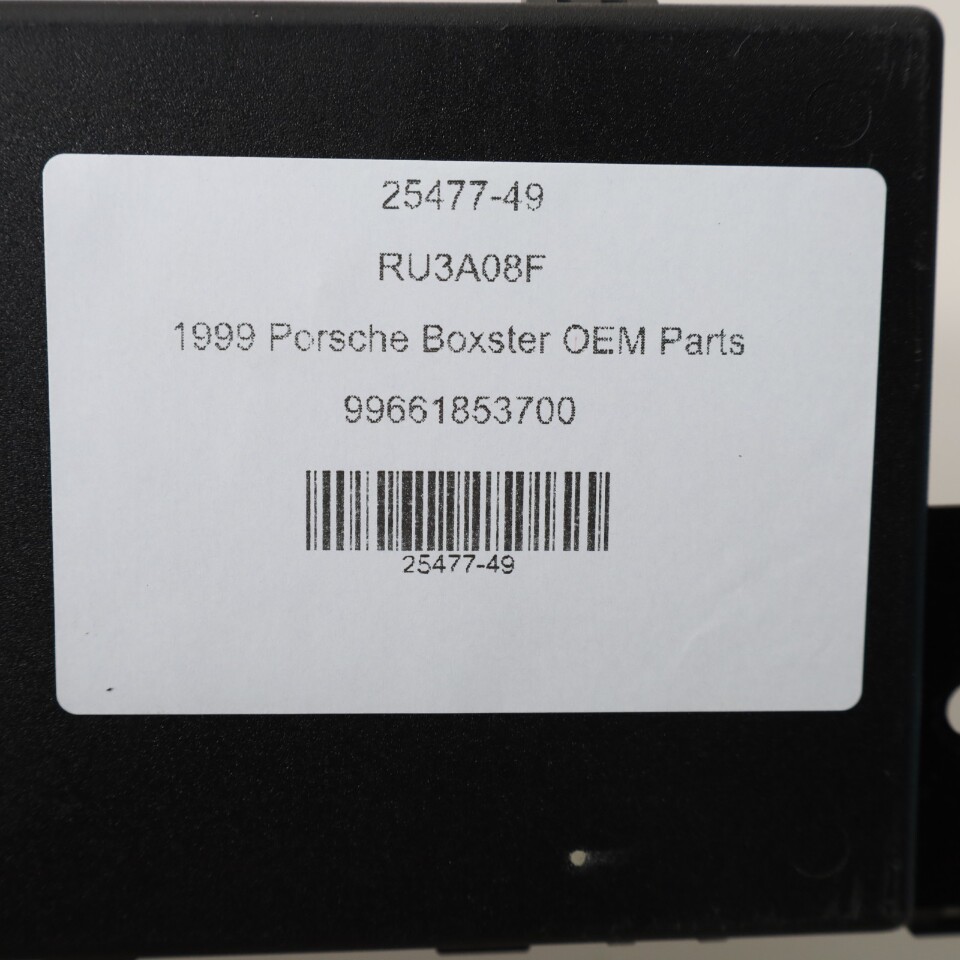 25477-49
RU3A08F
1999 Porsche Boxster OEM Parts
99661853700
25477-49